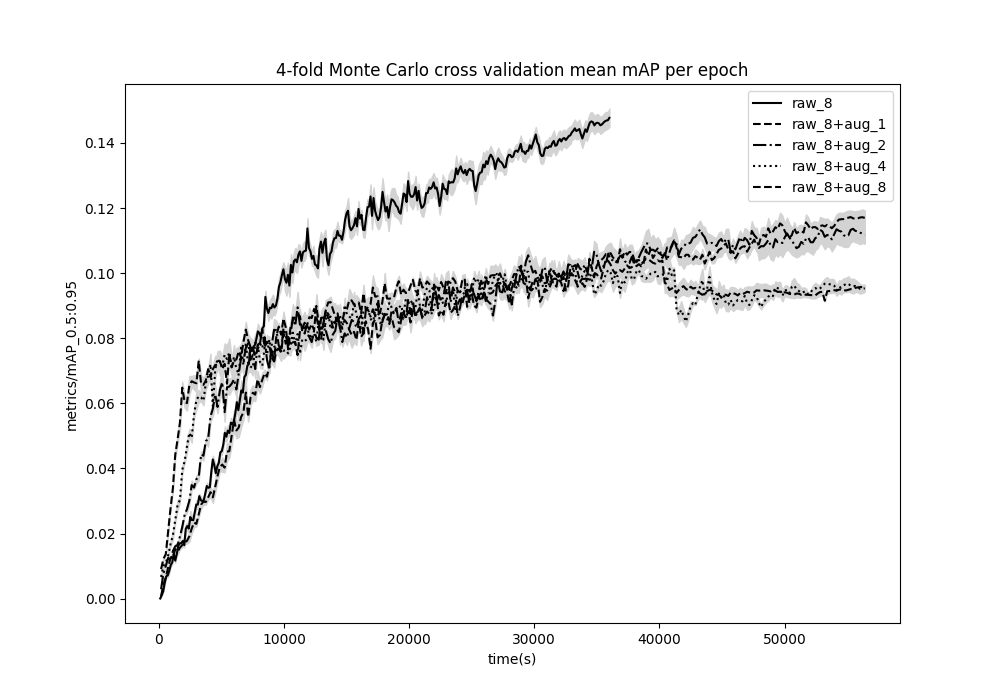 4-fold Monte Carlo cross validation mean mAP per epoch
raw_8
raw_8+aug_1
raw_8+aug_2
raw_8+aug_4
raw_8+aug_8
metrics/mAP_0.5:0.95
0.14
0.12
0.10
0.08
0.06
0.04
0.02
0.00
0
10000
20000
30000
40000
50000
time(s)